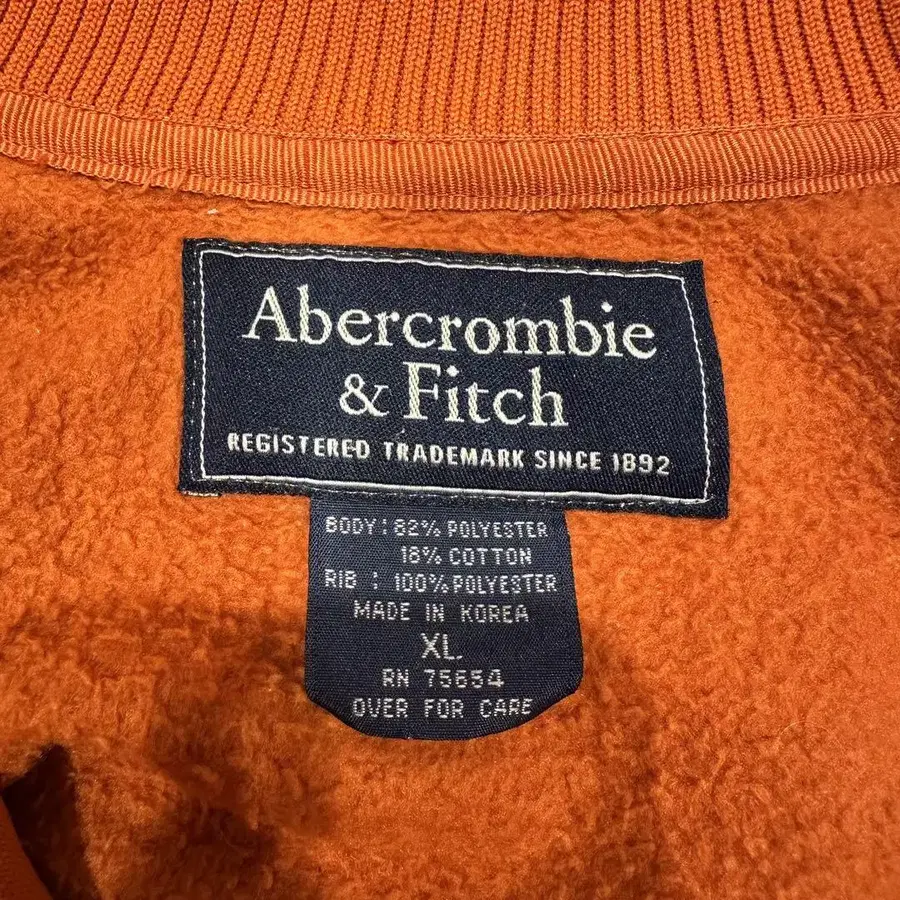 Abercrombie
& Fitch
REGISTERED TRADEMARK SINCE 1892
BODY: 82% POLYESTER
18% COTTON
RIB : 100% POLYESTER
MADE IN KOREA
XL
RN 75654
OVER FOR CARE